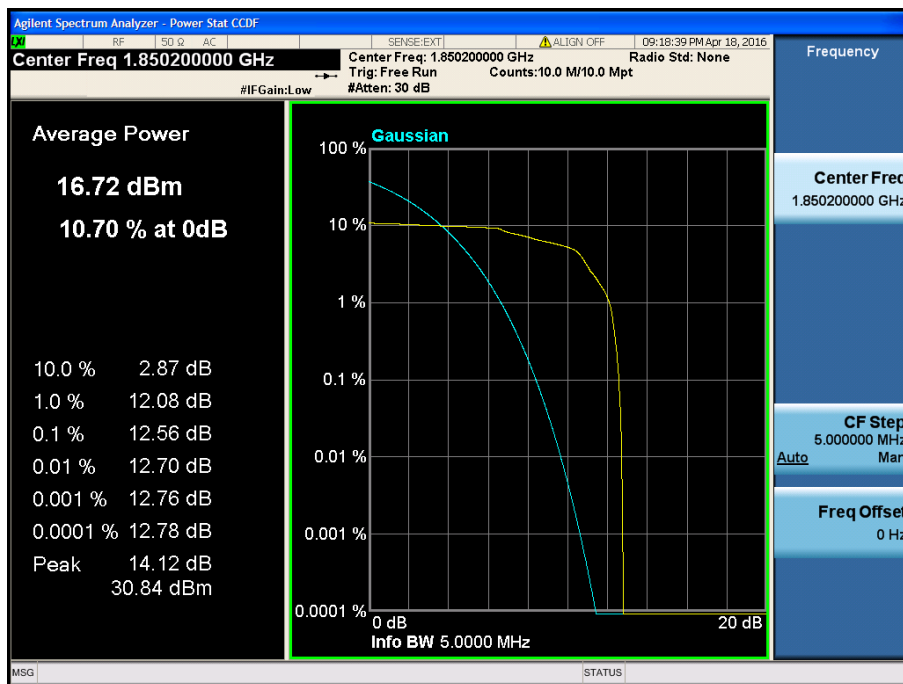 Agilent Spectrum Analyzer - Power Stat CCDF
LXI RF 50 Ω AC SENSE:EXT ALIGN OFF 09:18:39 PM Apr 18, 2016
Center Freq 1.850200000 GHz
Center Freq: 1.850200000 GHz Radio Std: None
Trig: Free Run Counts:10.0 M/10.0 Mpt
#IFGain:Low #Atten: 30 dB
Frequency
Average Power
16.72 dBm
10.70 % at 0dB
10.0 % 2.87 dB
1.0 % 12.08 dB
0.1 % 12.56 dB
0.01 % 12.70 dB
0.001 % 12.76 dB
0.0001 % 12.78 dB
Peak 14.12 dB
30.84 dBm
Gaussian
100 %
10 %
1 %
0.1 %
0.01 %
0.001 %
0.0001 %
0 dB 20 dB
Info BW 5.0000 MHz
Center Freq
1.850200000 GHz
CF Step
5.000000 MHz
Auto Man
Freq Offset
0 Hz
MSG STATUS